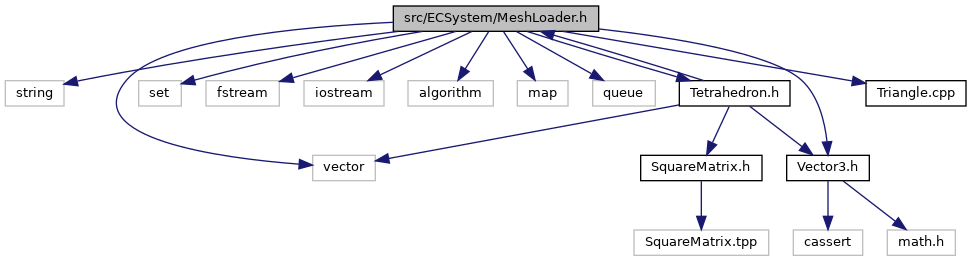 src/ECSystem/MeshLoader.h
string
set
fstream
iostream
algorithm
map
queue
Tetrahedron.h
Triangle.cpp
vector
SquareMatrix.h
Vector3.h
SquareMatrix.tpp
cassert
math.h